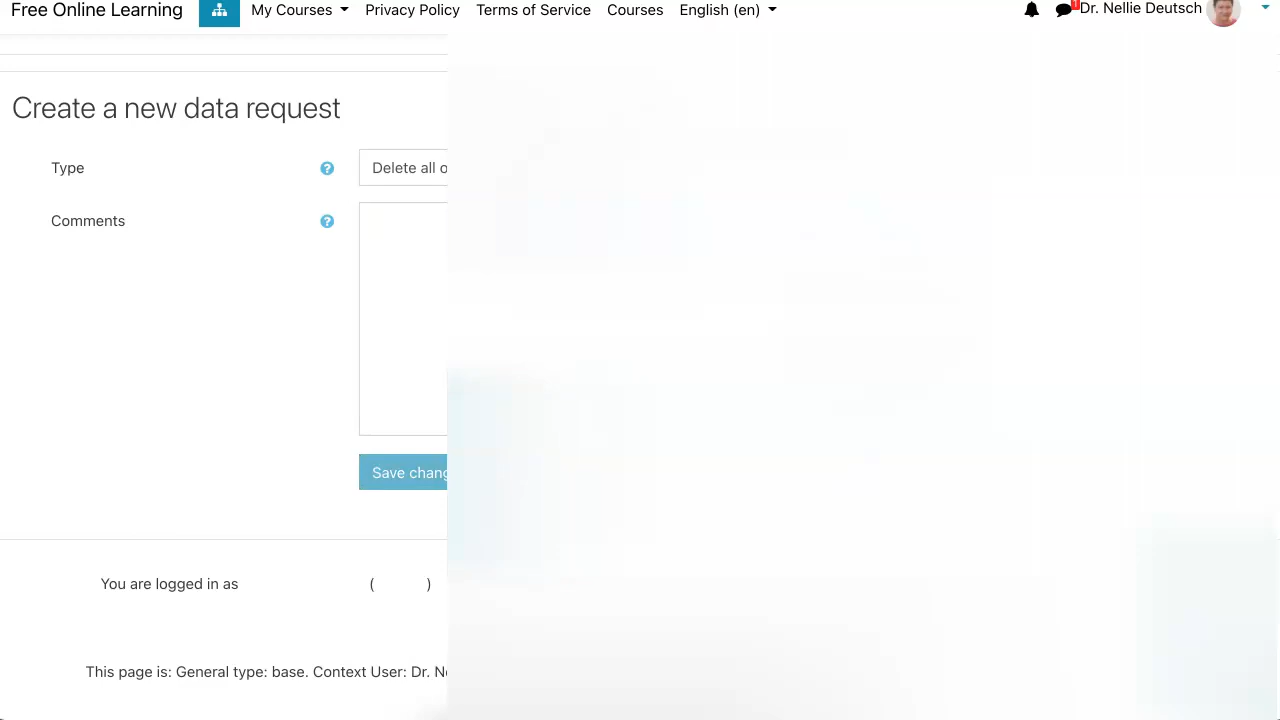 Free Online Learning My Courses Privacy Policy Terms of Service Courses English (en) 1 Dr. Nellie Deutsch
Create a new data request
Type ? Delete all o
Comments ?
Save chang
You are logged in as ( )
This page is: General type: base. Context User: Dr. Ne